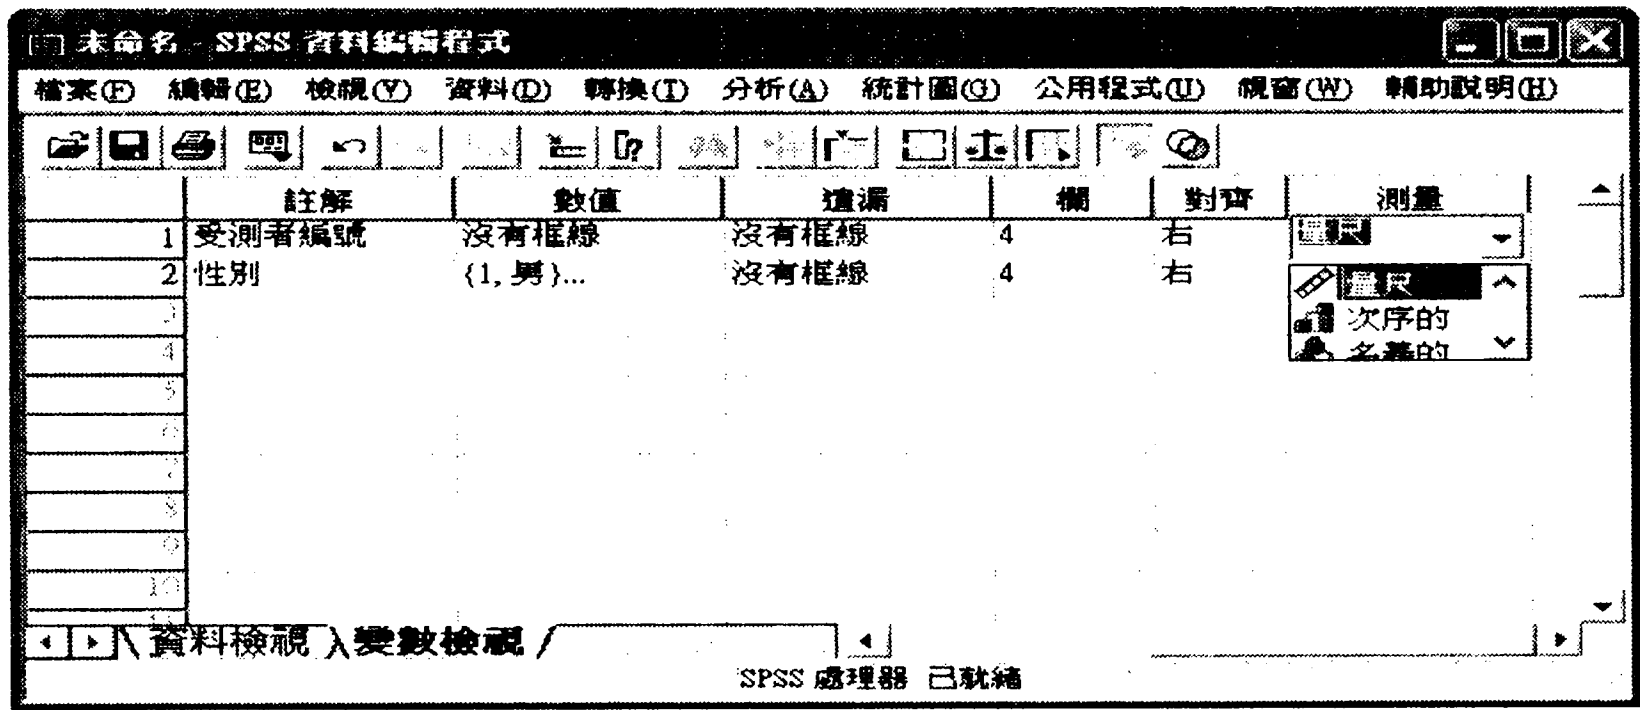 未命名 - SPSS 資料編輯程式
檔案(F) 編輯(E) 檢視(V) 資料(D) 轉換(T) 分析(A) 統計圖(G) 公用程式(U) 視窗(W) 輔助說明(H)
註解 數值 遺漏 欄 對齊 測量
1 受測者編號 沒有框線 沒有框線 4 右 量尺
2 性別 {1, 男}... 沒有框線 4 右 量尺
3 次序的
4 名義的
5
6
7
8
9
10
資料檢視 變數檢視
SPSS 處理器 已就緒